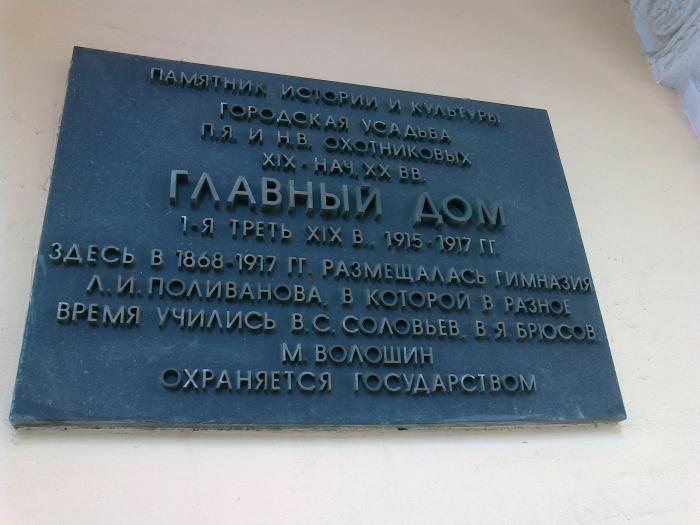 ПАМЯТНИК ИСТОРИИ И КУЛЬТУРЫ
ГОРОДСКАЯ УСАДЬБА
П.Я. И Н.В. ОХОТНИКОВЫХ
XIX - НАЧ. XX ВВ.
ГЛАВНЫЙ ДОМ
1-Я ТРЕТЬ XIX В., 1915-1917 ГГ.
ЗДЕСЬ В 1868-1917 ГГ. РАЗМЕЩАЛАСЬ ГИМНАЗИЯ
Л.И. ПОЛИВАНОВА, В КОТОРОЙ В РАЗНОЕ
ВРЕМЯ УЧИЛИСЬ В.С. СОЛОВЬЕВ, В.Я. БРЮСОВ,
М. ВОЛОШИН
ОХРАНЯЕТСЯ ГОСУДАРСТВОМ